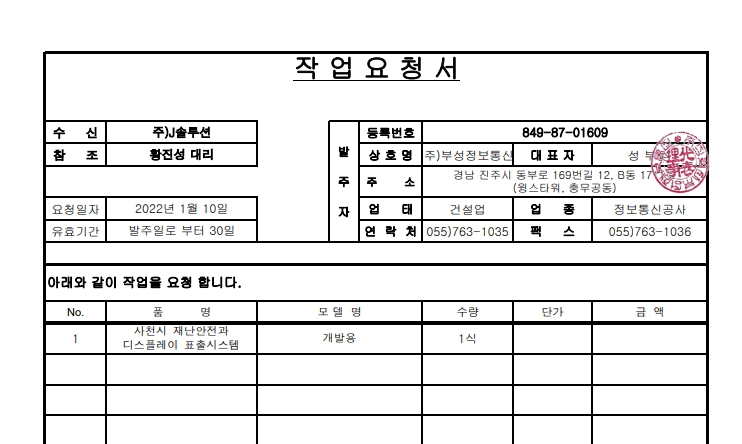 작 업 요 청 서
수 신 주)J솔루션
참 조 황진성 대리
요청일자 2022년 1월 10일
유효기간 발주일로 부터 30일
발 주 자
등록번호 849-87-01609
상 호 명 주)부성정보통신 대 표 자 성 부
주 소 경남 진주시 동부로 169번길 12, B동 17
(윙스타워, 충무공동)
업 태 건설업 업 종 정보통신공사
연 락 처 055)763-1035 팩 스 055)763-1036
아래와 같이 작업을 요청 합니다.
No. 품 명 모 델 명 수량 단가 금 액
1 사천시 재난안전과
디스플레이 표출시스템 개발용 1식